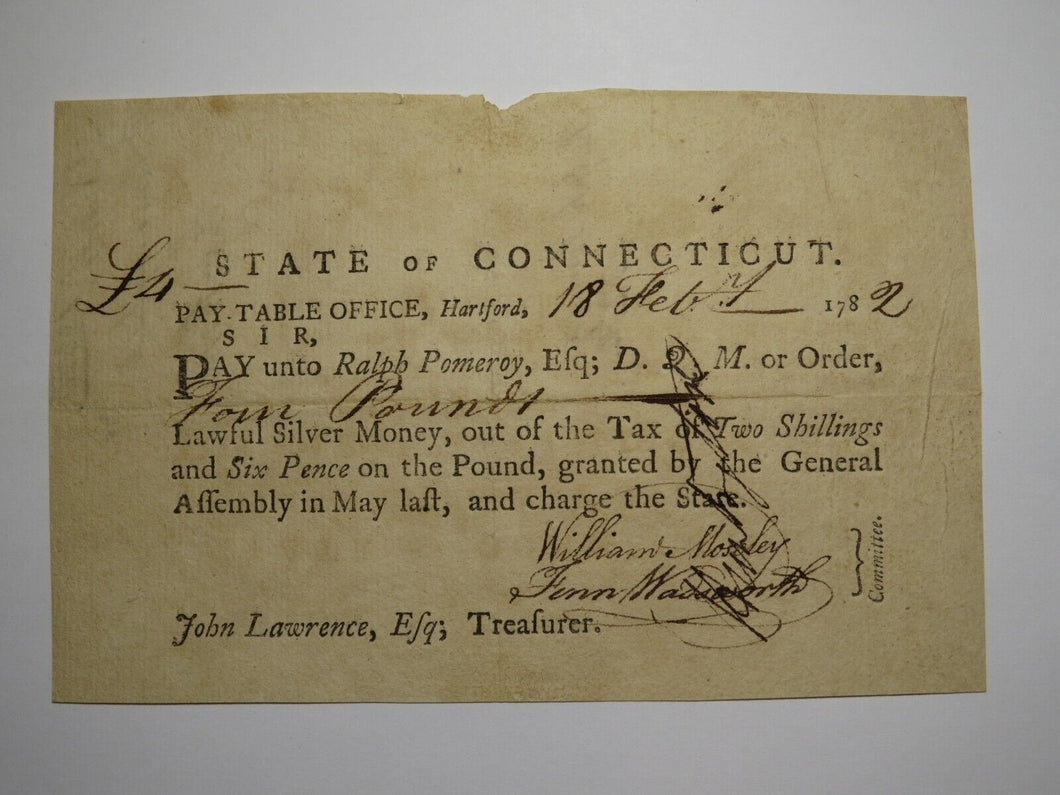 £4
STATE OF CONNECTICUT.
PAY-TABLE OFFICE, Hartford, 18 Febry 1782
SIR,
PAY unto Ralph Pomeroy, Eſq; D. Q. M. or Order,
Four Pounds
Lawful Silver Money, out of the Tax of Two Shillings
and Six Pence on the Pound, granted by the General
Aſſembly in May laſt, and charge the State.
William Moseley
Fenn Wadsworth
Committee.
John Lawrence, Eſq; Treaſurer.